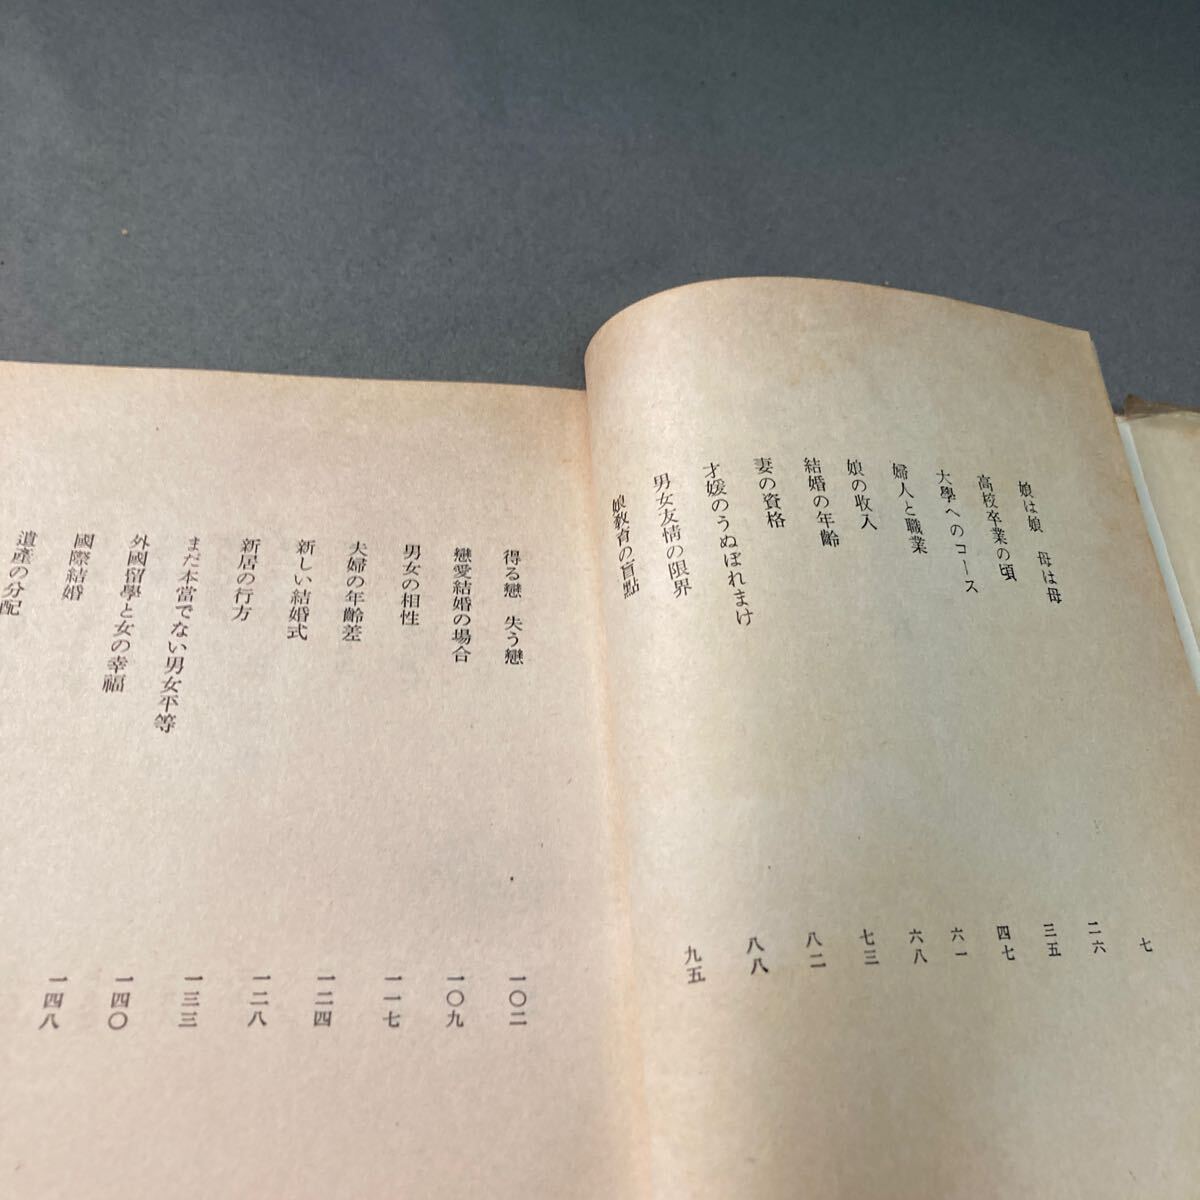 娘は娘　母は母 七
高校卒業の頃 二六
大學へのコース 三五
婦人と職業 四七
娘の收入 六一
結婚の年齡 六八
妻の資格 七三
才媛のうぬぼれまけ 八二
男女友情の限界 八八
娘教育の盲點 九五
得る戀　失う戀 一〇二
戀愛結婚の場合 一〇九
男女の相性 一一七
夫婦の年齡差 一二四
新しい結婚式 一二八
新居の行方 一三三
まだ本當でない男女平等 一四〇
外國留學と女の幸福 一四八
國際結婚
遺產の分配